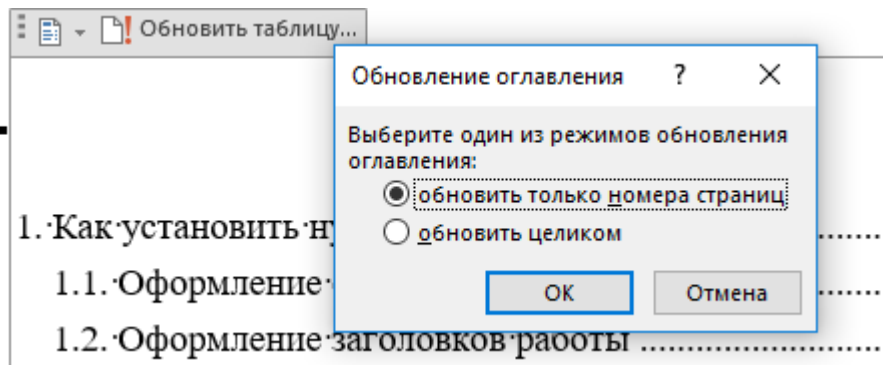 Обновить таблицу...
Обновление оглавления ?
Выберите один из режимов обновления
оглавления:
обновить только номера страниц
обновить целиком
ОК Отмена
1. Как установить
1.1. Оформление
1.2. Оформление заголовков работы ........................